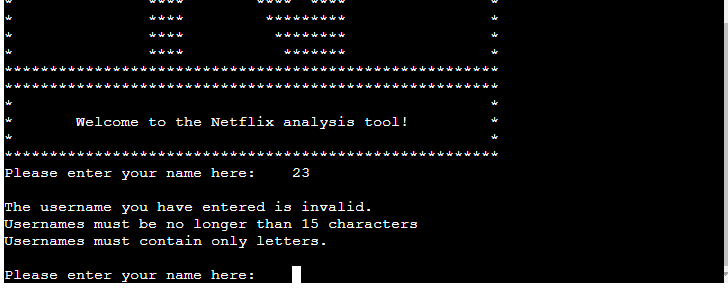 *               ****        ****  ****                *
*               ****         *********                *
*               ****          ********                *
*               ****           *******                *
*******************************************************
*******************************************************
*                                                     *
*       Welcome to the Netflix analysis tool!         *
*                                                     *
*******************************************************
Please enter your name here:    23
The username you have entered is invalid.
Usernames must be no longer than 15 characters
Usernames must contain only letters.
Please enter your name here: